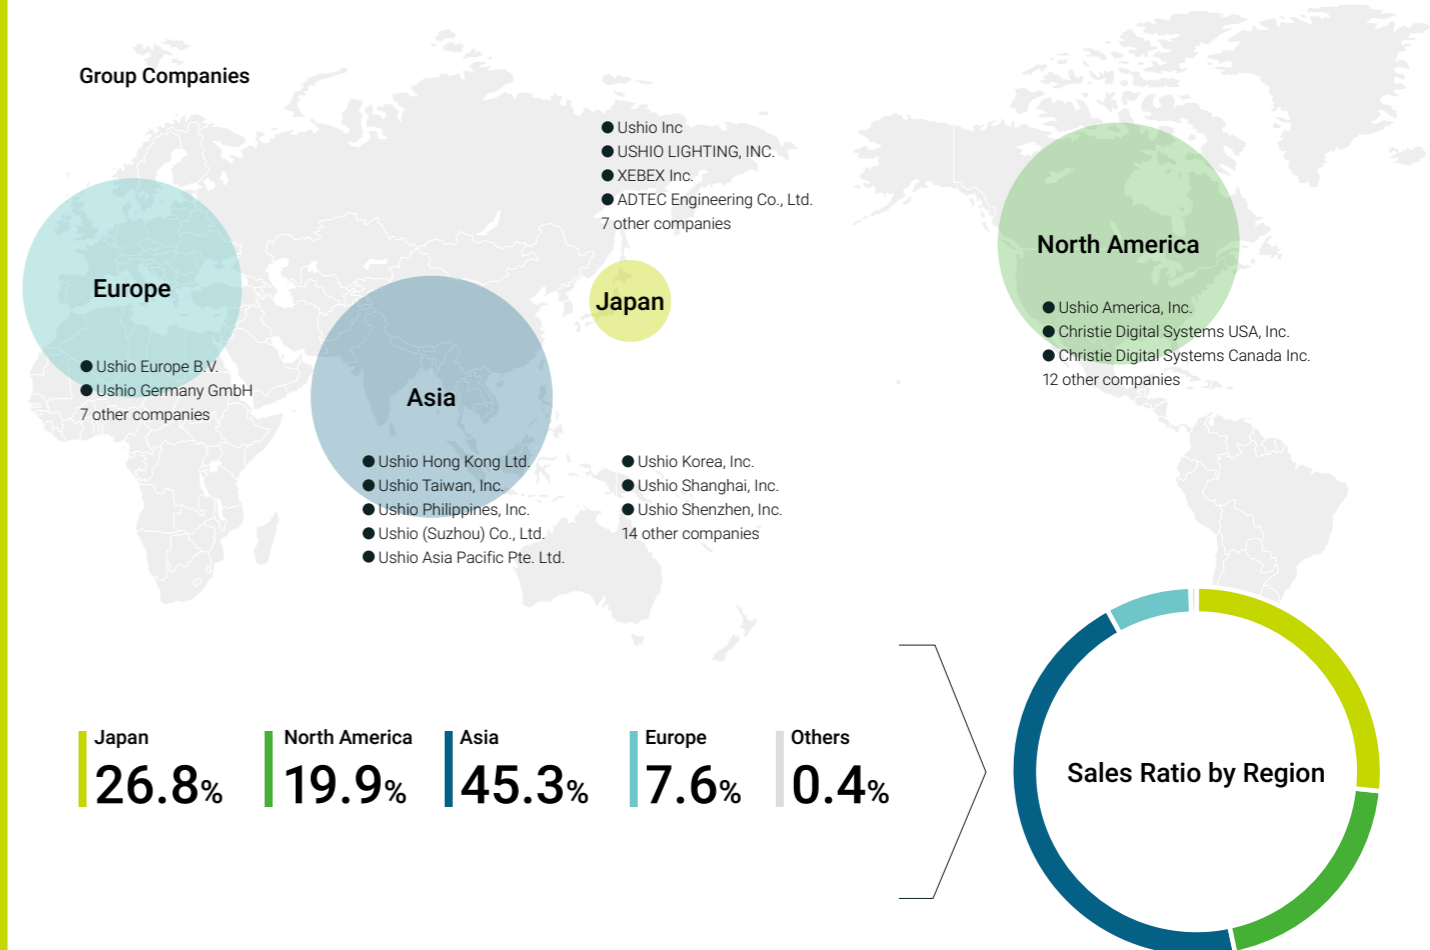 Group Companies
Europe
● Ushio Europe B.V.
● Ushio Germany GmbH
7 other companies
Asia
● Ushio Hong Kong Ltd.
● Ushio Taiwan, Inc.
● Ushio Philippines, Inc.
● Ushio (Suzhou) Co., Ltd.
● Ushio Asia Pacific Pte. Ltd.
● Ushio Korea, Inc.
● Ushio Shanghai, Inc.
● Ushio Shenzhen, Inc.
14 other companies
● Ushio Inc
● USHIO LIGHTING, INC.
● XEBEX Inc.
● ADTEC Engineering Co., Ltd.
7 other companies
Japan
North America
● Ushio America, Inc.
● Christie Digital Systems USA, Inc.
● Christie Digital Systems Canada Inc.
12 other companies
Japan
26.8%
North America
19.9%
Asia
45.3%
Europe
7.6%
Others
0.4%
Sales Ratio by Region